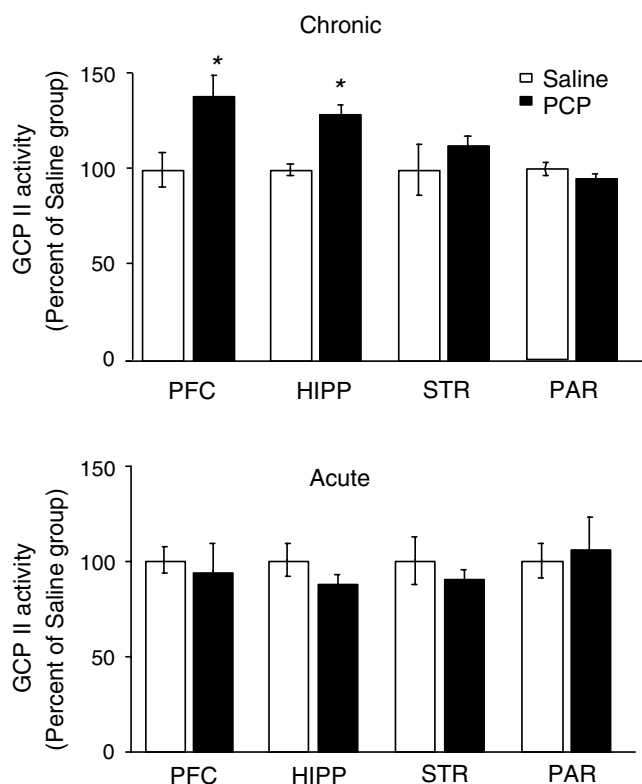 Chronic
GCP II activity
(Percent of Saline group)
150
100
50
0
*
*
Saline
PCP
PFC
HIPP
STR
PAR
Acute
GCP II activity
(Percent of Saline group)
150
100
50
0
PFC
HIPP
STR
PAR